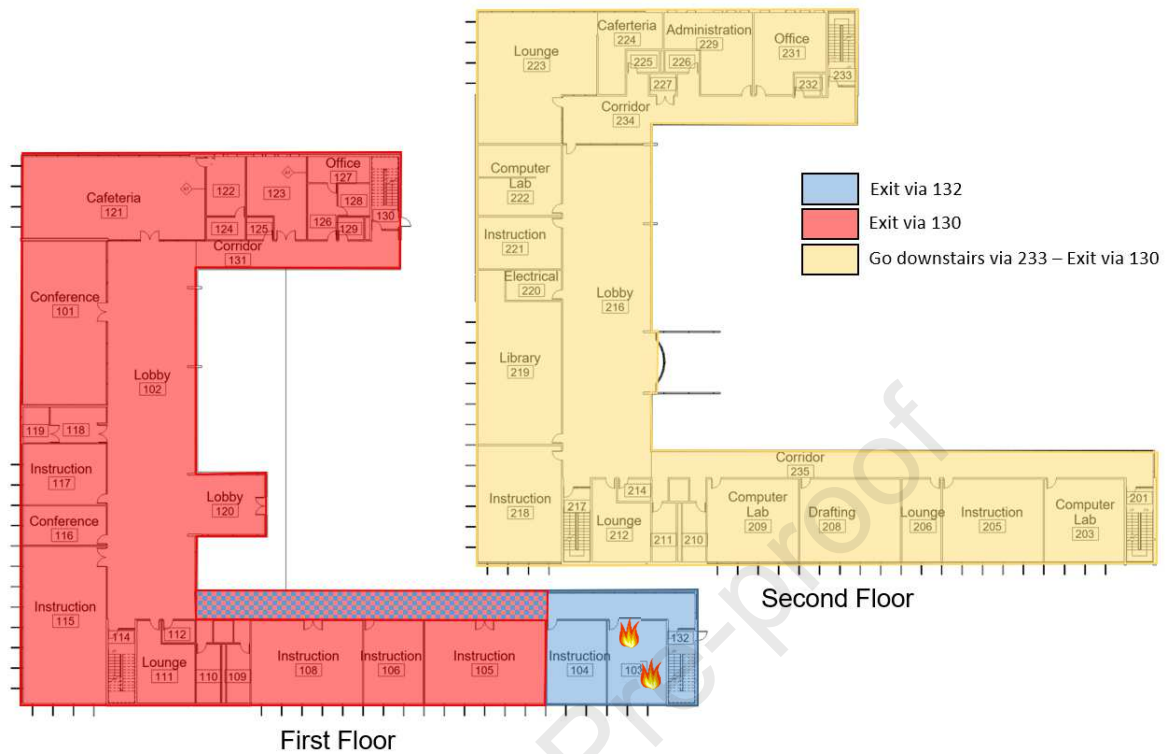 Caferteria
224
Administration
229
Office
231
Lounge
223
225
226
227
232
233
Corridor
234
Computer
Lab
222
Instruction
221
Electrical
220
Lobby
216
Library
219
Instruction
218
217
Lounge
212
214
211
210
Corridor
235
Computer
Lab
209
Drafting
208
Lounge
206
Instruction
205
Computer
Lab
203
201
Second Floor
Exit via 132
Exit via 130
Go downstairs via 233 – Exit via 130
Cafeteria
121
122
123
Office
127
128
130
124
125
126
129
Corridor
131
Conference
101
Lobby
102
119
118
Instruction
117
Lobby
120
Conference
116
Instruction
115
114
112
Lounge
111
110
109
Instruction
108
Instruction
106
Instruction
105
Instruction
104
103
132
First Floor
Pre-proof